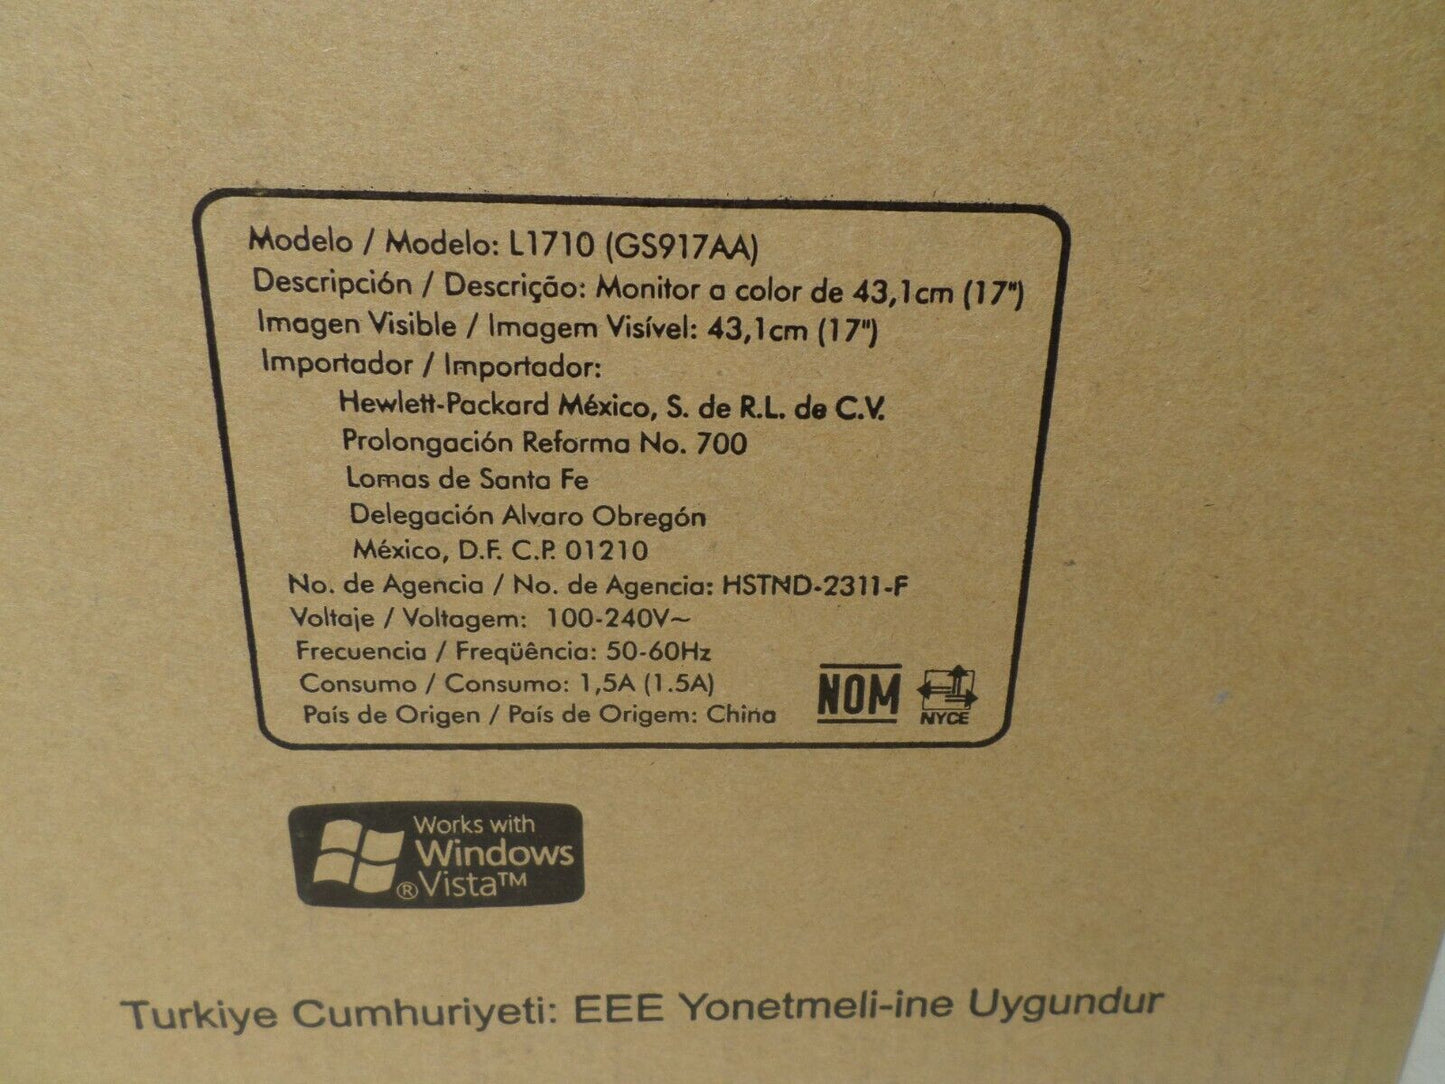 Modelo / Modelo: L1710 (GS917AA)
Descripción / Descrição: Monitor a color de 43,1cm (17")
Imagen Visible / Imagem Visível: 43,1cm (17")
Importador / Importador:
Hewlett-Packard México, S. de R.L. de C.V.
Prolongación Reforma No. 700
Lomas de Santa Fe
Delegación Alvaro Obregón
México, D.F. C.P. 01210
No. de Agencia / No. de Agencia: HSTND-2311-F
Voltaje / Voltagem: 100-240V~
Frecuencia / Freqüência: 50-60Hz
Consumo / Consumo: 1,5A (1.5A)
País de Origen / País de Origem: China
NOM
NYCE
Works with
Windows
®Vista™
Turkiye Cumhuriyeti: EEE Yonetmeli-ine Uygundur